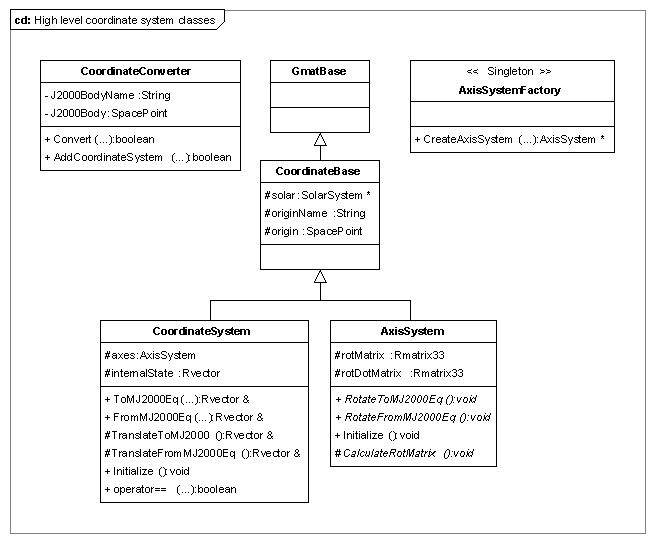 cd: High level coordinate system classes
CoordinateConverter
- J2000BodyName :String
- J2000Body:SpacePoint
+ Convert (...):boolean
+ AddCoordinateSystem (...):boolean
GmatBase
<< Singleton >>
AxisSystemFactory
+ CreateAxisSystem (...):AxisSystem *
CoordinateBase
#solar:SolarSystem *
#originName :String
#origin :SpacePoint
CoordinateSystem
#axes:AxisSystem
#internalState :Rvector
+ ToMJ2000Eq (...):Rvector &
+ FromMJ2000Eq (...):Rvector &
#TranslateToMJ2000 ():Rvector &
#TranslateFromMJ2000Eq ():Rvector &
+ Initialize ():void
+ operator== (...):boolean
AxisSystem
#rotMatrix :Rmatrix33
#rotDotMatrix :Rmatrix33
+ RotateToMJ2000Eq ():void
+ RotateFromMJ2000Eq ():void
+ Initialize ():void
# CalculateRotMatrix ():void